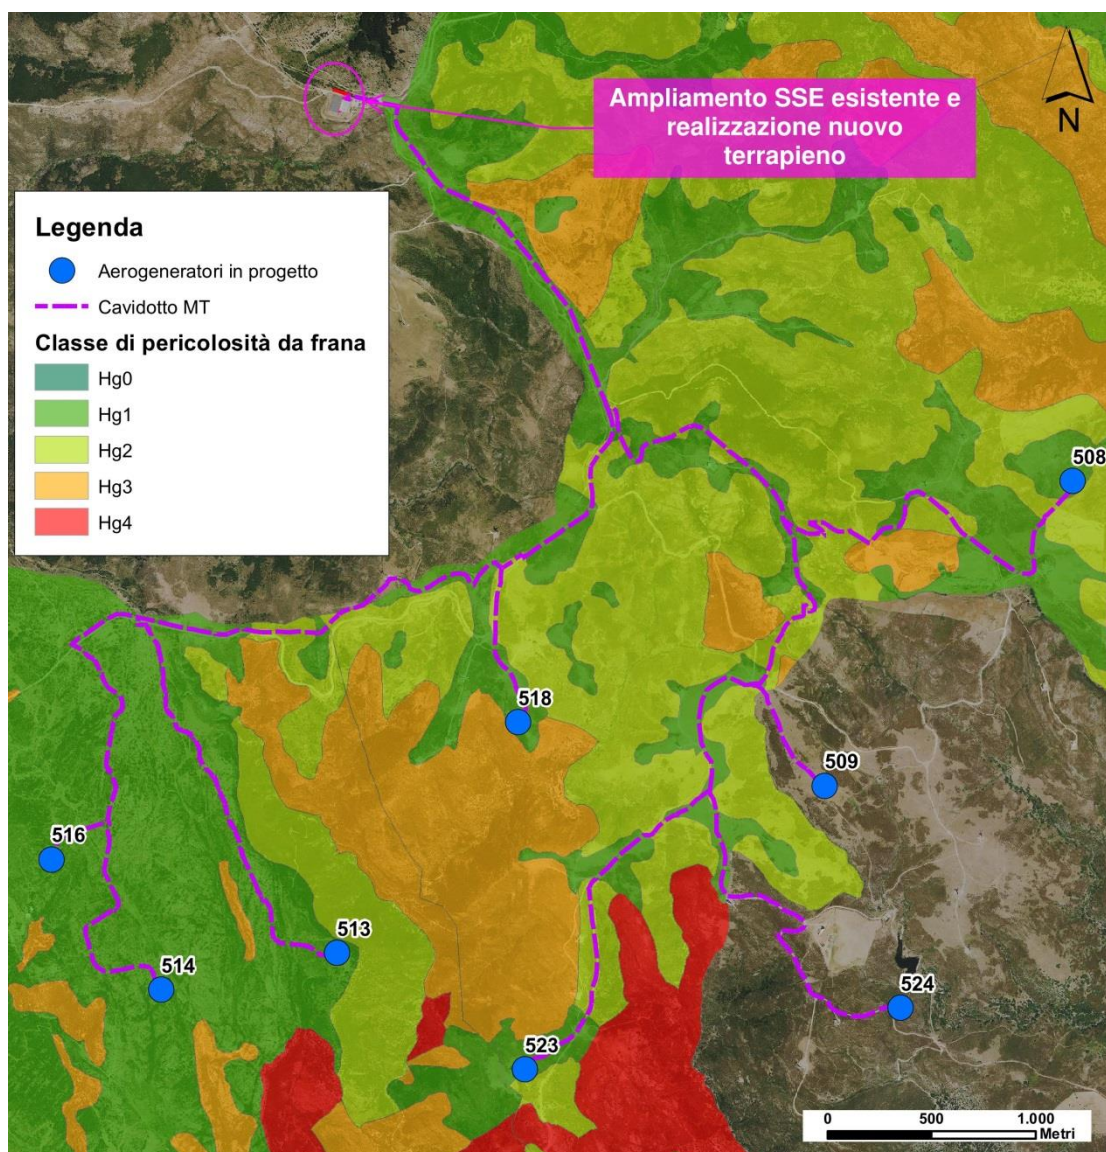 Ampliamento SSE esistente e
realizzazione nuovo
terrapieno
N
Legenda
Aerogeneratori in progetto
Cavidotto MT
Classe di pericolosità da frana
Hg0
Hg1
Hg2
Hg3
Hg4
508
518
509
516
513
514
524
523
0 500 1.000
Metri